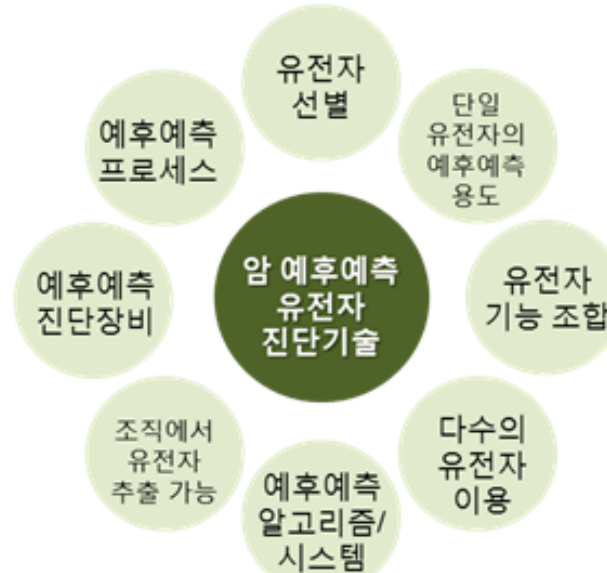 유전자
선별
단일
유전자의
예후예측
용도
유전자
기능 조합
다수의
유전자
이용
예후예측
알고리즘/
시스템
조직에서
유전자
추출 가능
예후예측
진단장비
예후예측
프로세스
암 예후예측
유전자
진단기술